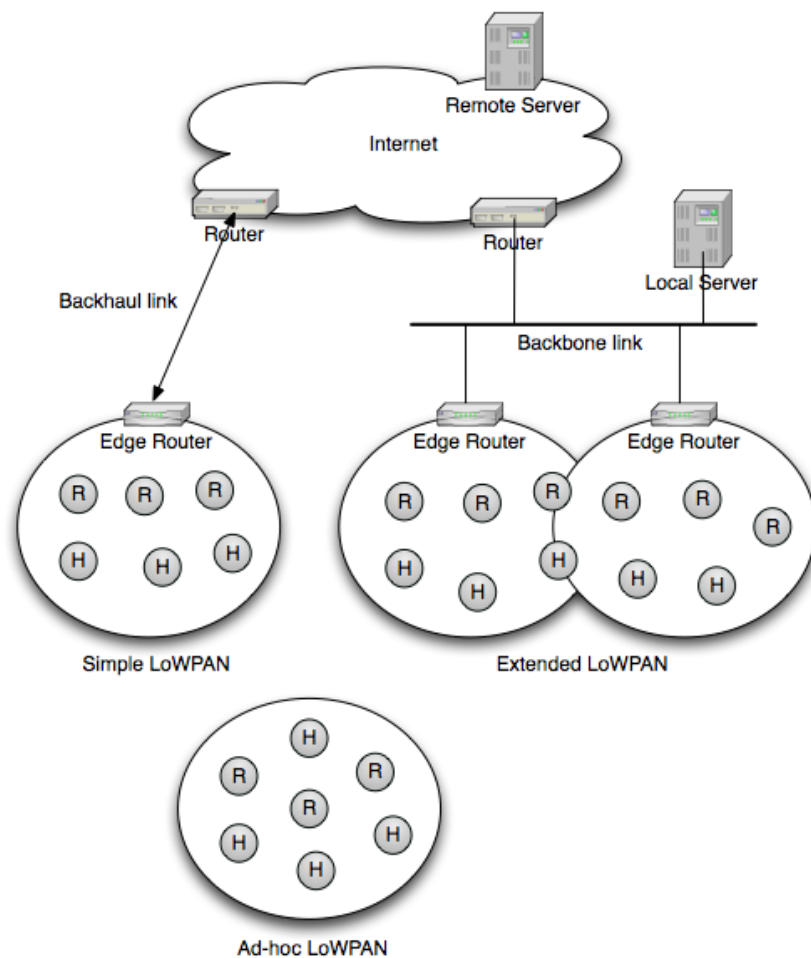 Remote Server
Internet
Router
Router
Local Server
Backhaul link
Backbone link
Edge Router
Edge Router
Edge Router
R R R
H H H
R R R
H H H
R R R
H H
Simple LoWPAN
Extended LoWPAN
H
R R
R
H H
H
Ad-hoc LoWPAN